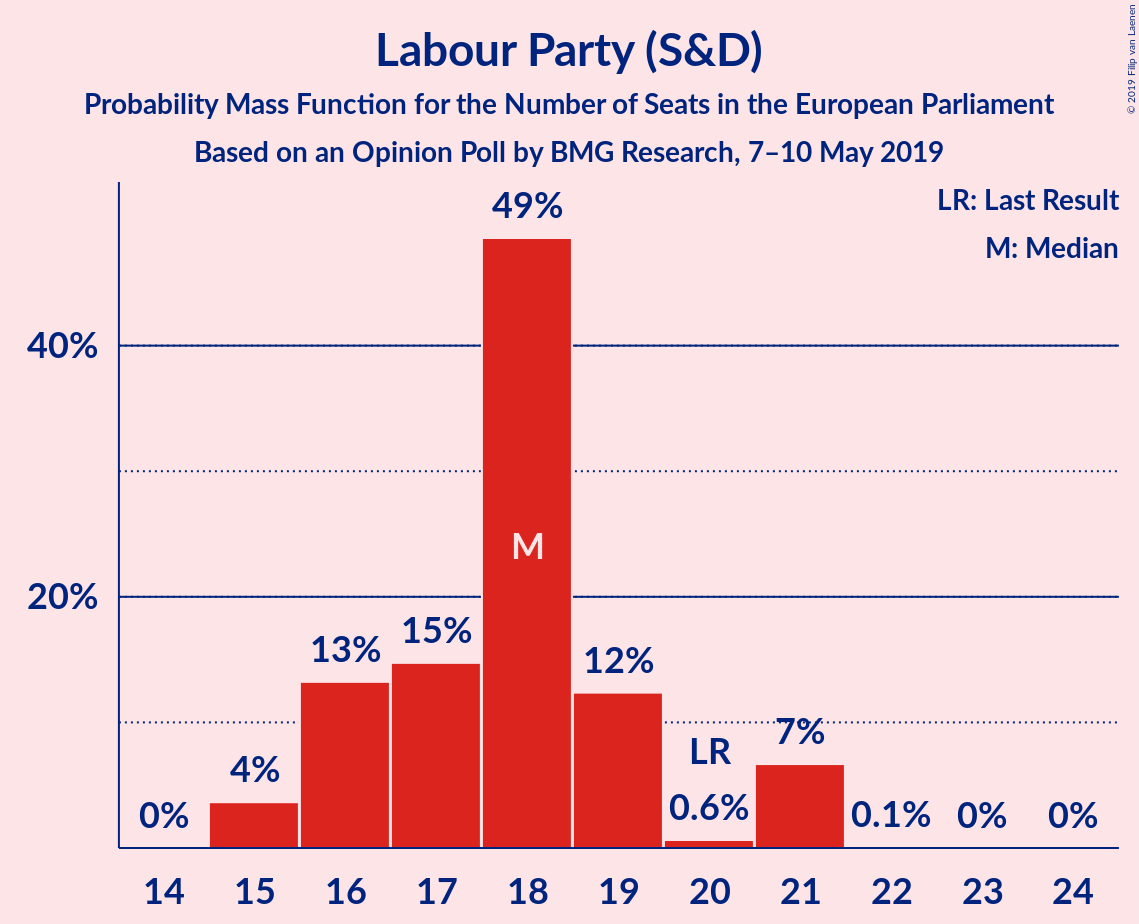 Labour Party (S&D)
Probability Mass Function for the Number of Seats in the European Parliament
Based on an Opinion Poll by BMG Research, 7–10 May 2019
© 2019 Filip van Laenen
LR: Last Result
M: Median
40%
20%
0%
4%
13%
15%
49%
M
12%
LR
0.6%
7%
0.1%
0%
0%
14 15 16 17 18 19 20 21 22 23 24